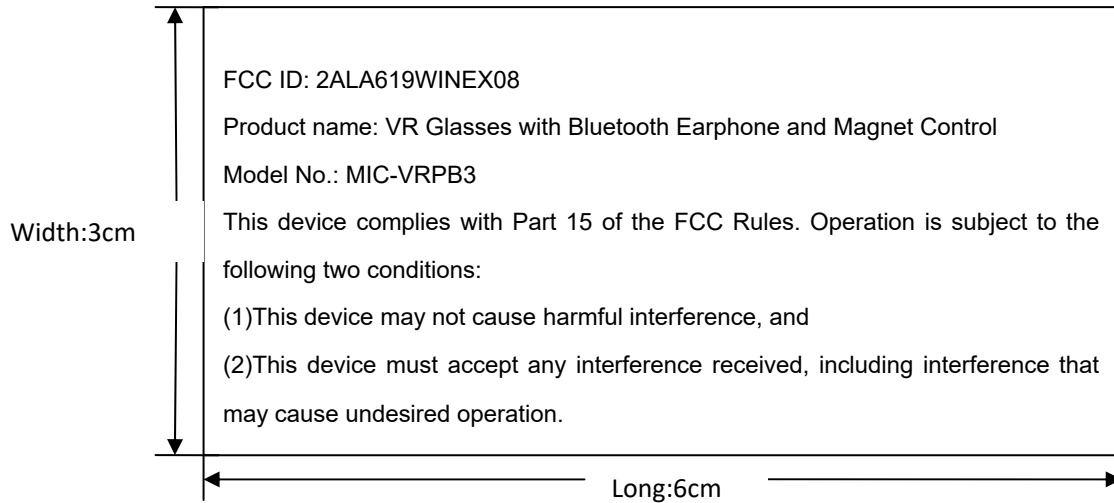 FCC ID: 2ALA619WINEX08
Product name: VR Glasses with Bluetooth Earphone and Magnet Control
Model No.: MIC-VRPB3
Width:3cm
This device complies with Part 15 of the FCC Rules. Operation is subject to the
following two conditions:
(1)This device may not cause harmful interference, and
(2)This device must accept any interference received, including interference that
may cause undesired operation.
Long:6cm